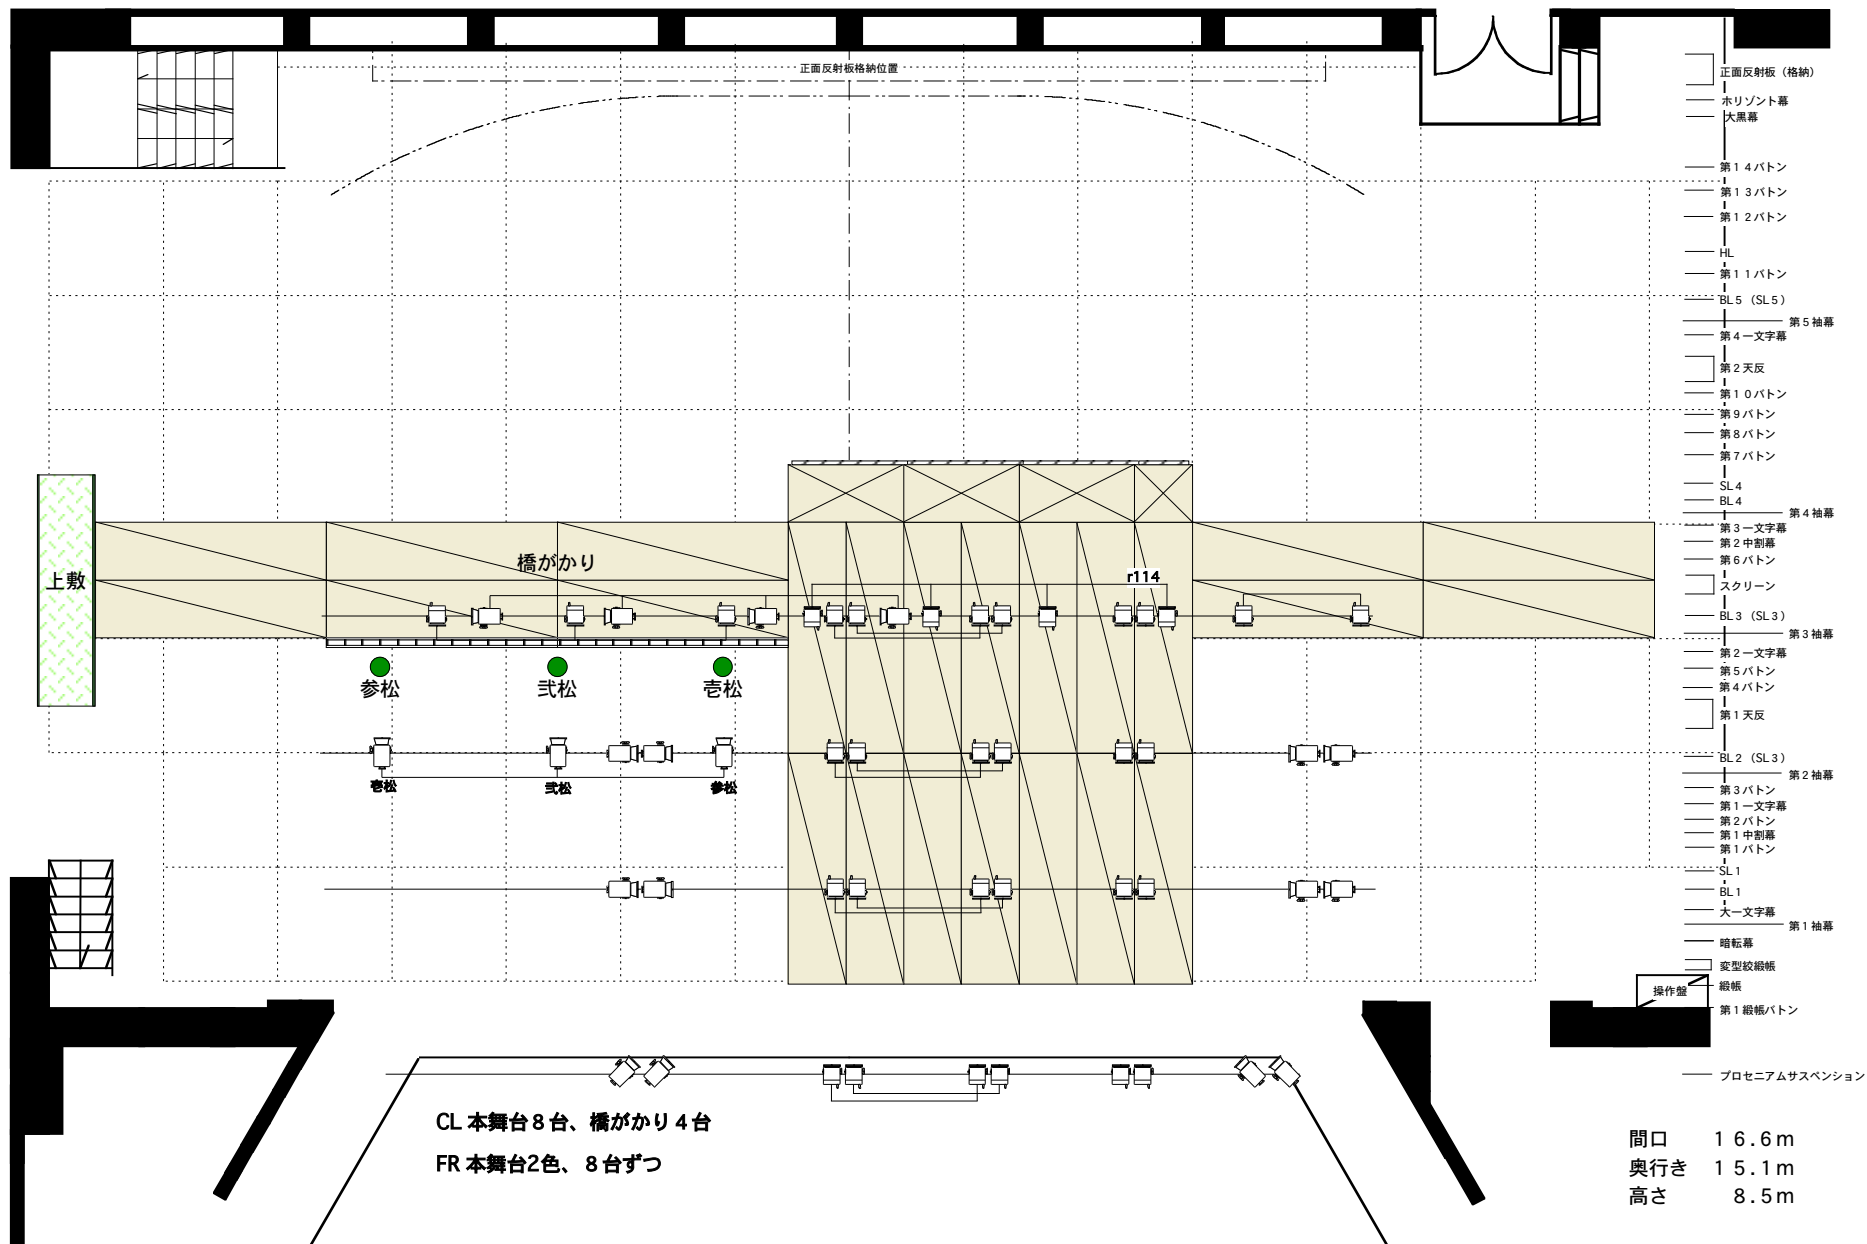 正面反射板格納位置
正面反射板（格納）
ホリゾント幕
大黒幕
第１４バトン
第１３バトン
第１２バトン
HL
第１１バトン
BL５（SL５）
第５袖幕
第４一文字幕
第２天反
第１０バトン
第９バトン
第８バトン
第７バトン
SL４
BL４
第４袖幕
第３一文字幕
第２中割幕
第６バトン
スクリーン
BL３（SL３）
第３袖幕
第２一文字幕
第５バトン
第４バトン
第１天反
BL２（SL３）
第２袖幕
第３バトン
第１一文字幕
第２バトン
第１中割幕
第１バトン
SL１
BL１
大一文字幕
第１袖幕
暗転幕
変型絞緞帳
緞帳
第１緞帳バトン
プロセニアムサスペンション
操作盤
上敷
橋がかり
r114
参松
弐松
壱松
壱松
弐松
参松
CL 本舞台８台、橋がかり４台
FR 本舞台2色、８台ずつ
間口　１６.６ｍ
奥行き　１５.１ｍ
高さ　８.５ｍ